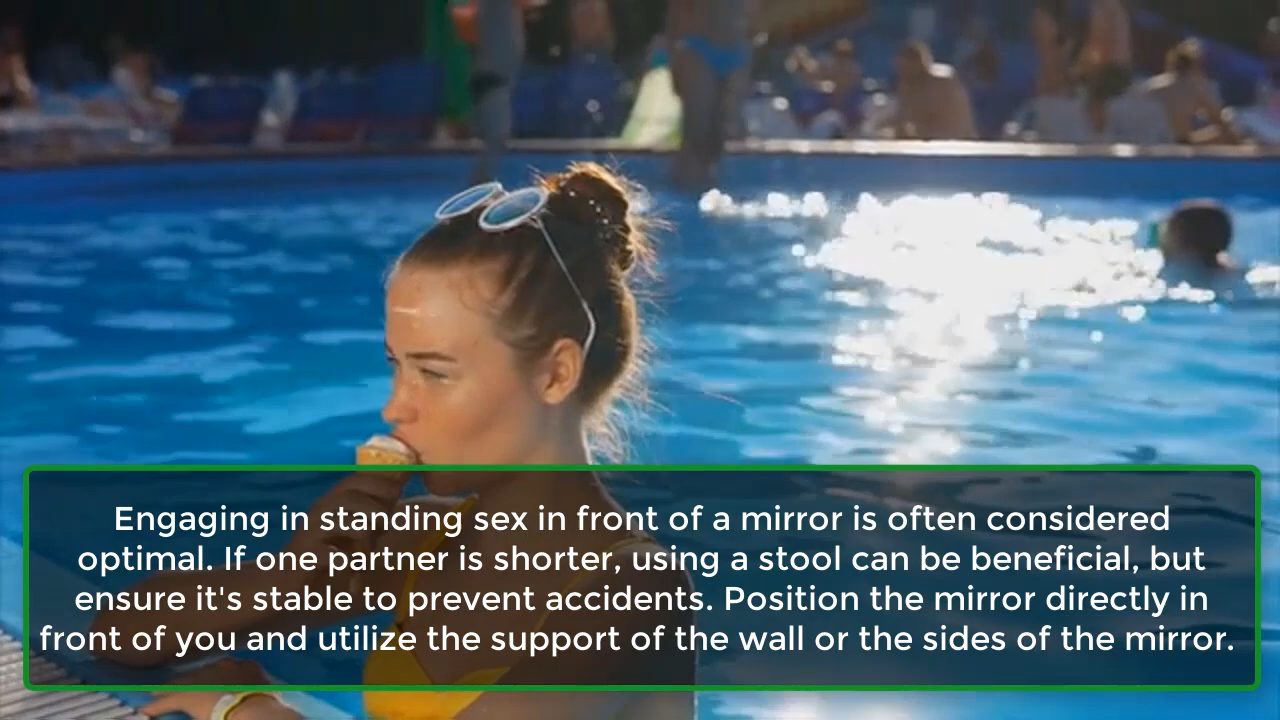 Engaging in standing sex in front of a mirror is often considered
optimal. If one partner is shorter, using a stool can be beneficial, but
ensure it's stable to prevent accidents. Position the mirror directly in
front of you and utilize the support of the wall or the sides of the mirror.